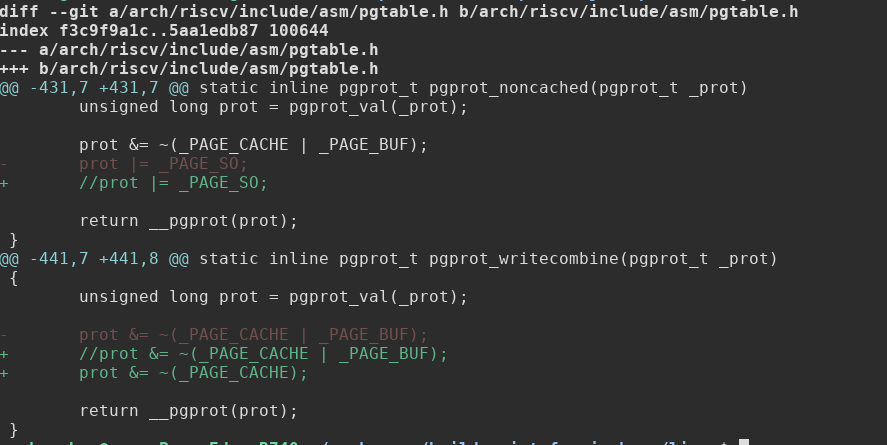 diff --git a/arch/riscv/include/asm/pgtable.h b/arch/riscv/include/asm/pgtable.h
index f3c9f9a1c..5aa1edb87 100644
--- a/arch/riscv/include/asm/pgtable.h
+++ b/arch/riscv/include/asm/pgtable.h
@@ -431,7 +431,7 @@ static inline pgprot_t pgprot_noncached(pgprot_t _prot)
        unsigned long prot = pgprot_val(_prot);
        prot &= ~(_PAGE_CACHE | _PAGE_BUF);
-       prot |= _PAGE_SO;
+       //prot |= _PAGE_SO;
        return __pgprot(prot);
 }
@@ -441,7 +441,8 @@ static inline pgprot_t pgprot_writecombine(pgprot_t _prot)
 {
        unsigned long prot = pgprot_val(_prot);
-       prot &= ~(_PAGE_CACHE | _PAGE_BUF);
+       //prot &= ~(_PAGE_CACHE | _PAGE_BUF);
+       prot &= ~(_PAGE_CACHE);
        return __pgprot(prot);
 }